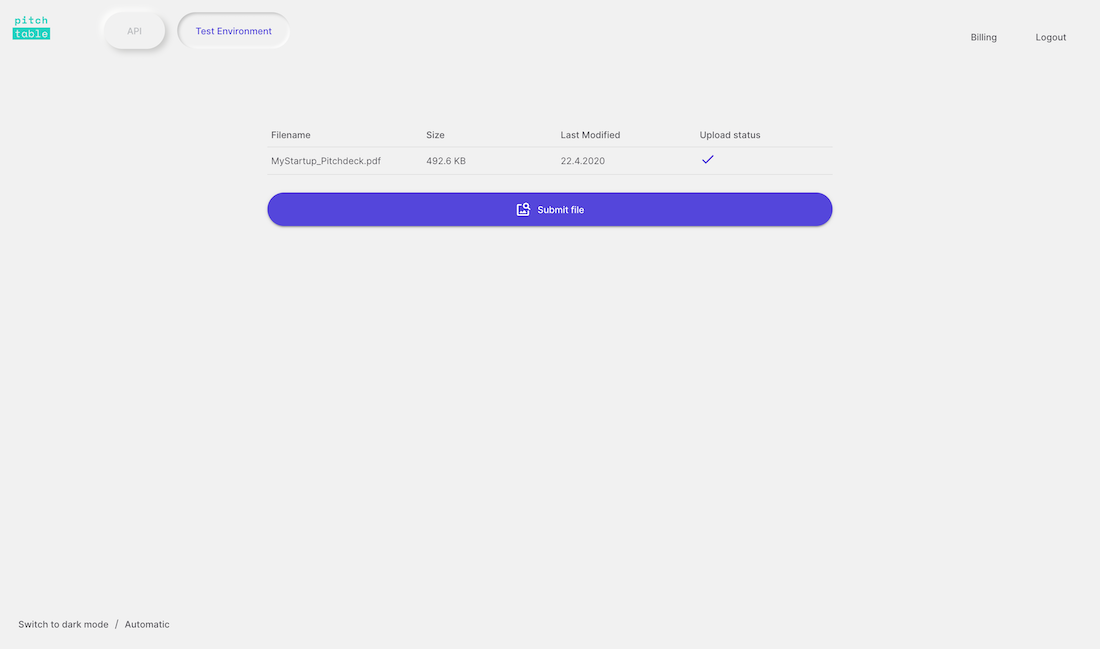 pitch
table
API
Test Environment
Billing
Logout
Filename Size Last Modified Upload status
MyStartup_Pitchdeck.pdf 492.6 KB 22.4.2020
Submit file
Switch to dark mode / Automatic